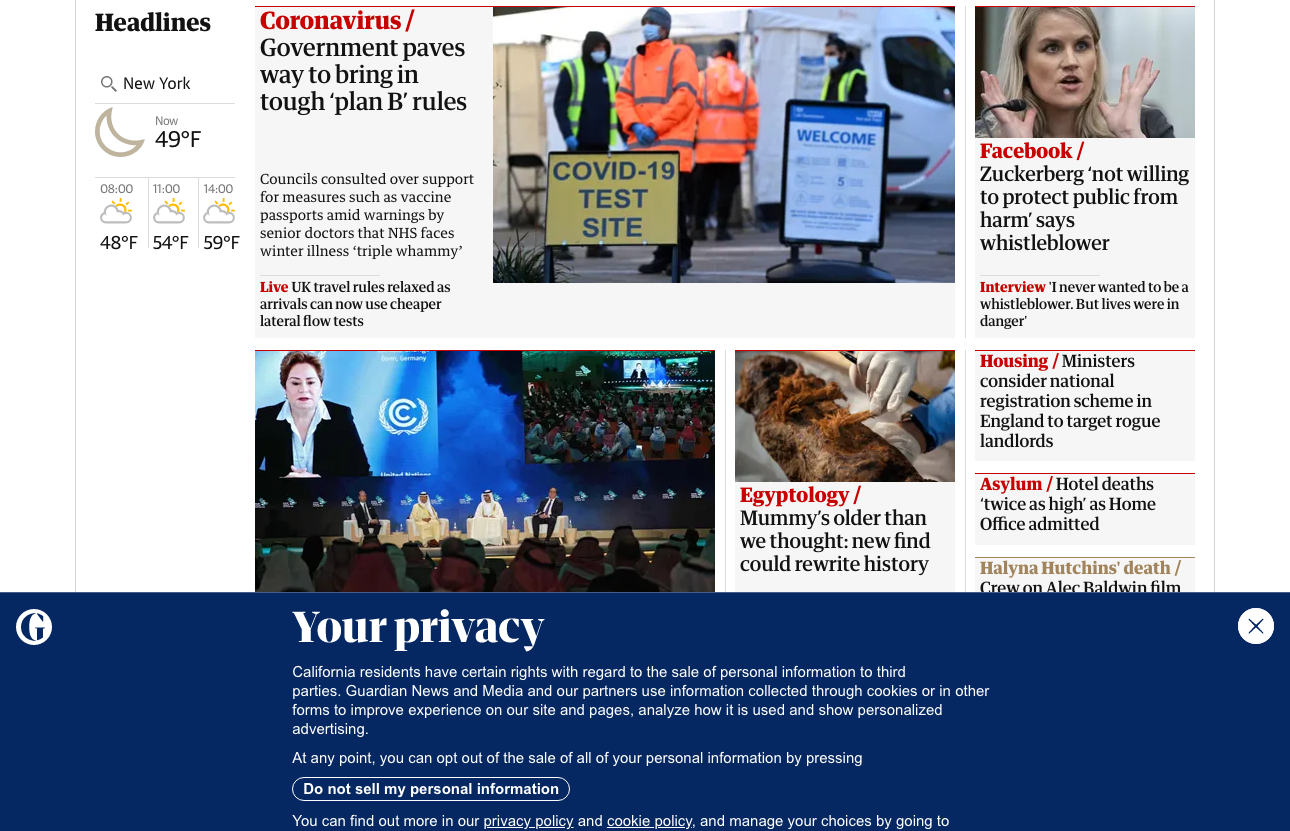 Headlines
New York
Now
49°F
08:00
11:00
14:00
48°F
54°F
59°F
Coronavirus /
Government paves
way to bring in
tough ‘plan B’ rules
Councils consulted over support
for measures such as vaccine
passports amid warnings by
senior doctors that NHS faces
winter illness ‘triple whammy’
Live UK travel rules relaxed as
arrivals can now use cheaper
lateral flow tests
COVID-19
TEST
SITE
WELCOME
5
Facebook /
Zuckerberg ‘not willing
to protect public from
harm’ says
whistleblower
Interview 'I never wanted to be a
whistleblower. But lives were in
danger'
Bonn, Germany
United Nations
Egyptology /
Mummy’s older than
we thought: new find
could rewrite history
Housing / Ministers
consider national
registration scheme in
England to target rogue
landlords
Asylum / Hotel deaths
‘twice as high’ as Home
Office admitted
Halyna Hutchins' death /
Crew on Alec Baldwin film
G
Your privacy
California residents have certain rights with regard to the sale of personal information to third
parties. Guardian News and Media and our partners use information collected through cookies or in other
forms to improve experience on our site and pages, analyze how it is used and show personalized
advertising.
At any point, you can opt out of the sale of all of your personal information by pressing
Do not sell my personal information
You can find out more in our privacy policy and cookie policy, and manage your choices by going to